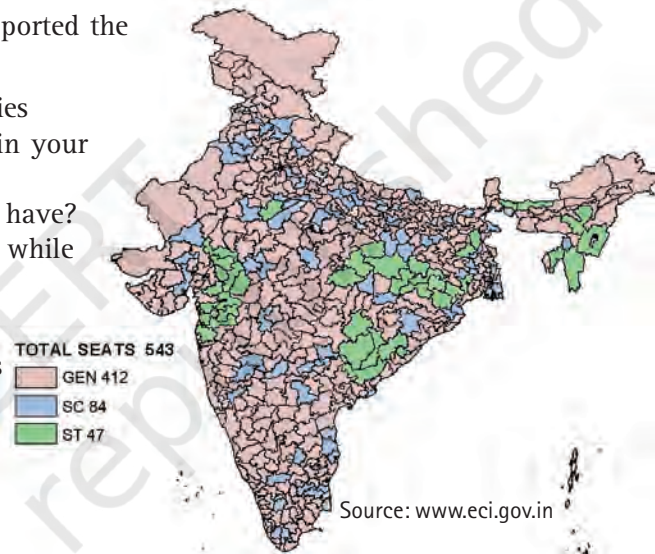 ported the
ies
in your
have?
while
s
TOTAL SEATS 543
GEN 412
SC 84
ST 47
Source: www.eci.gov.in